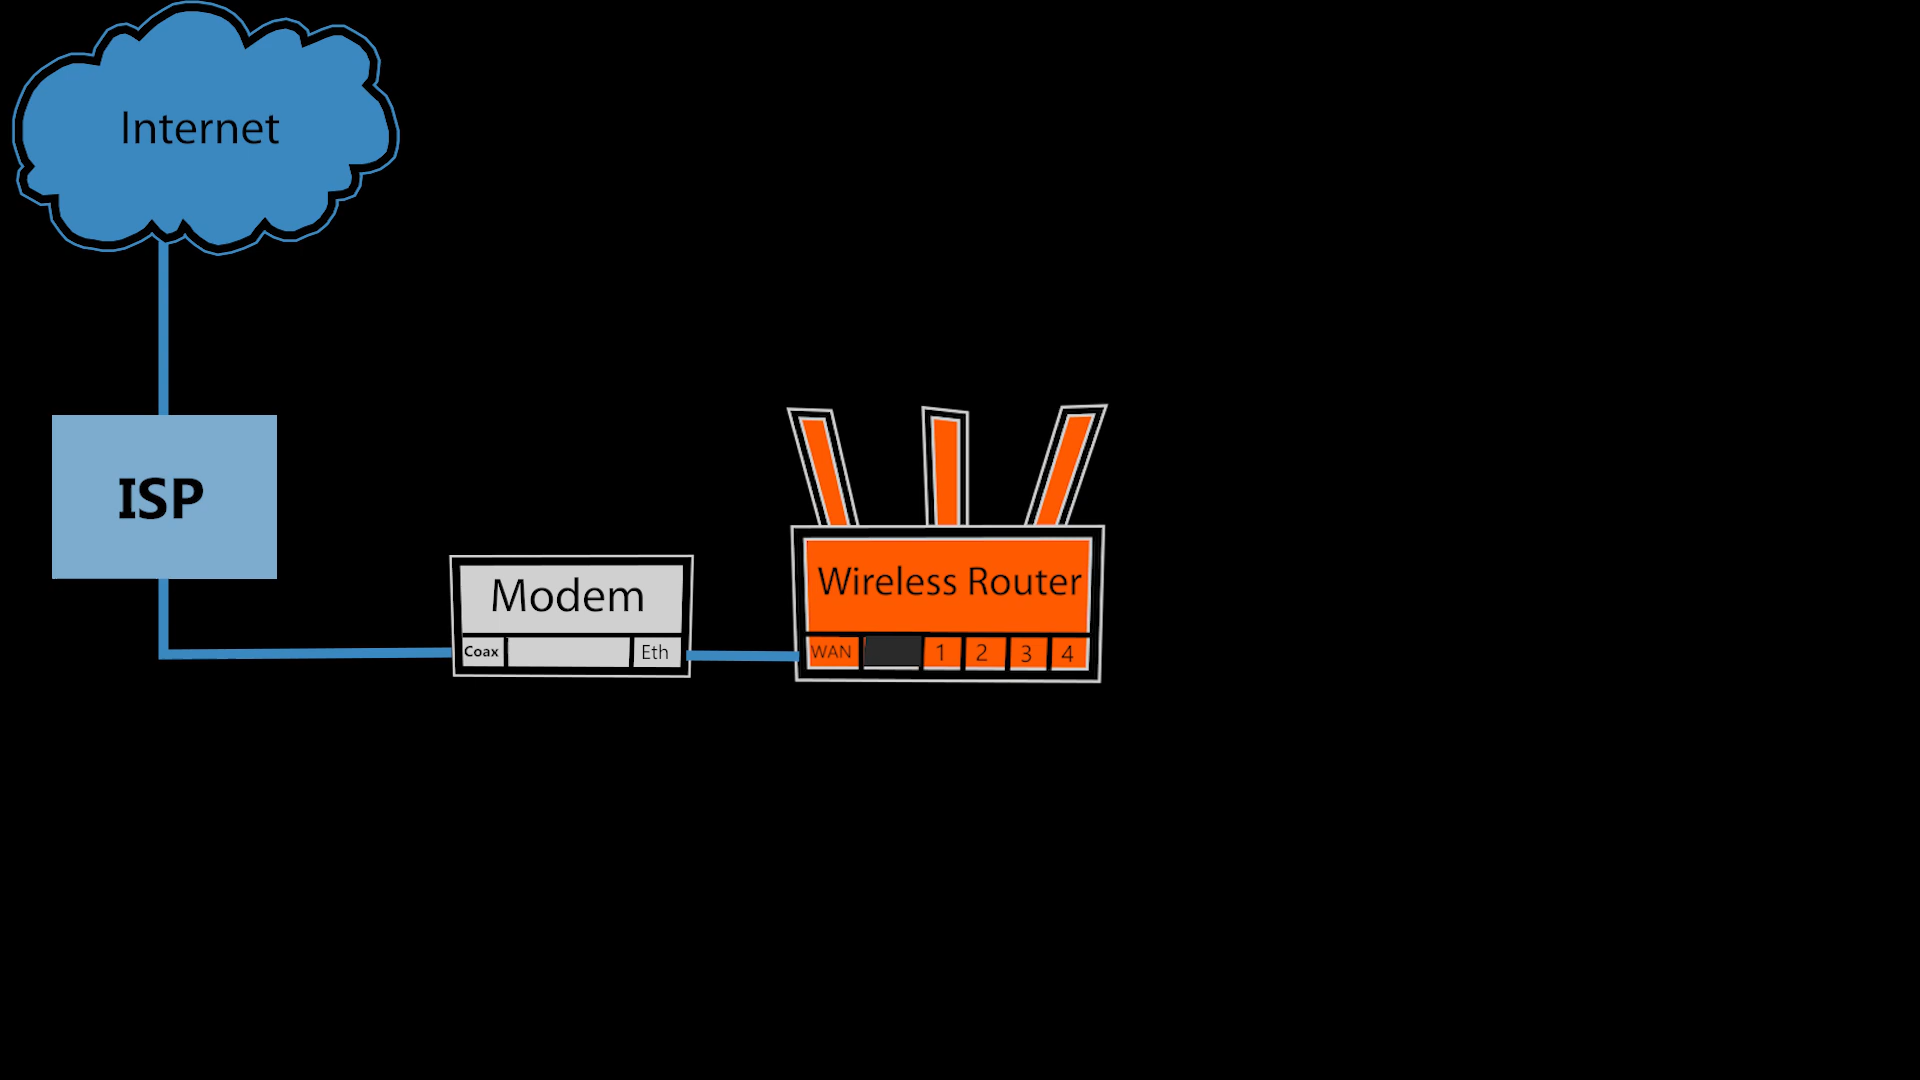 Internet
ISP
Modem
Coax
Eth
Wireless Router
WAN
1
2
3
4